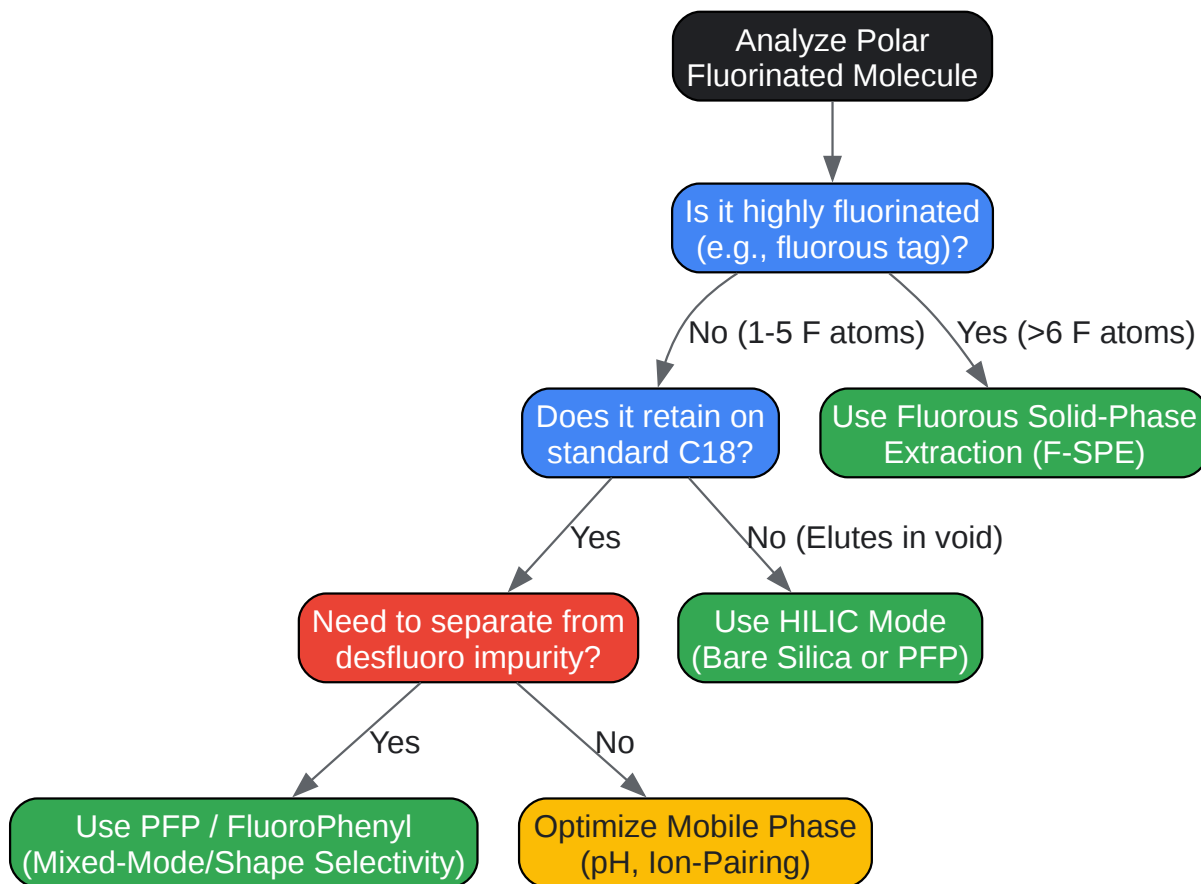 Analyze Polar
Fluorinated Molecule
Is it highly fluorinated
(e.g., fluorous tag)?
No (1-5 F atoms)
Yes (>6 F atoms)
Does it retain on
standard C18?
Use Fluorous Solid-Phase
Extraction (F-SPE)
Yes
No (Elutes in void)
Need to separate from
desfluoro impurity?
Use HILIC Mode
(Bare Silica or PFP)
Yes
No
Use PFP / FluoroPhenyl
(Mixed-Mode/Shape Selectivity)
Optimize Mobile Phase
(pH, Ion-Pairing)